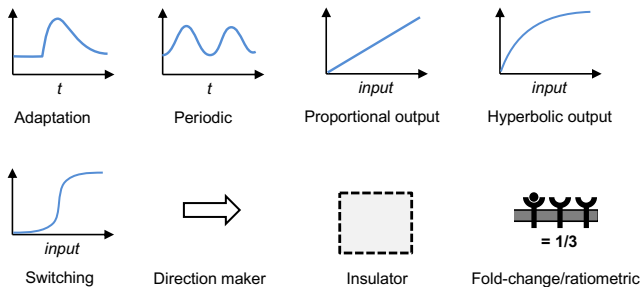 t
t
input
input
Adaptation
Periodic
Proportional output
Hyperbolic output
input
= 1/3
Switching
Direction maker
Insulator
Fold-change/ratiometric